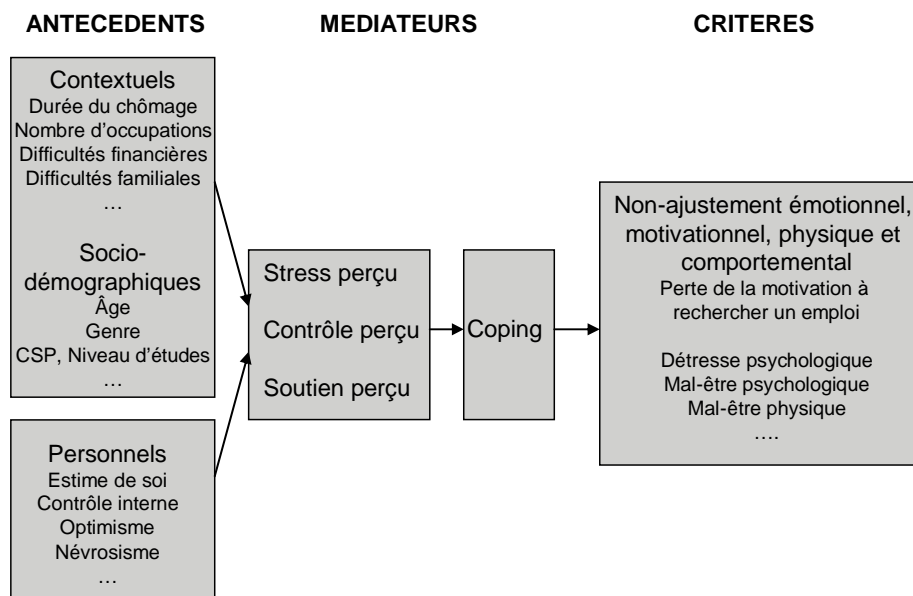 ANTECEDENTS
MEDIATEURS
CRITERES
Contextuels
Durée du chômage
Nombre d'occupations
Difficultés financières
Difficultés familiales
…
Socio-
démographiques
Âge
Genre
CSP, Niveau d'études
…
Personnels
Estime de soi
Contrôle interne
Optimisme
Névrosisme
…
Stress perçu
Contrôle perçu
Soutien perçu
Coping
Non-ajustement émotionnel,
motivationnel, physique et
comportemental
Perte de la motivation à
rechercher un emploi
Détresse psychologique
Mal-être psychologique
Mal-être physique
….